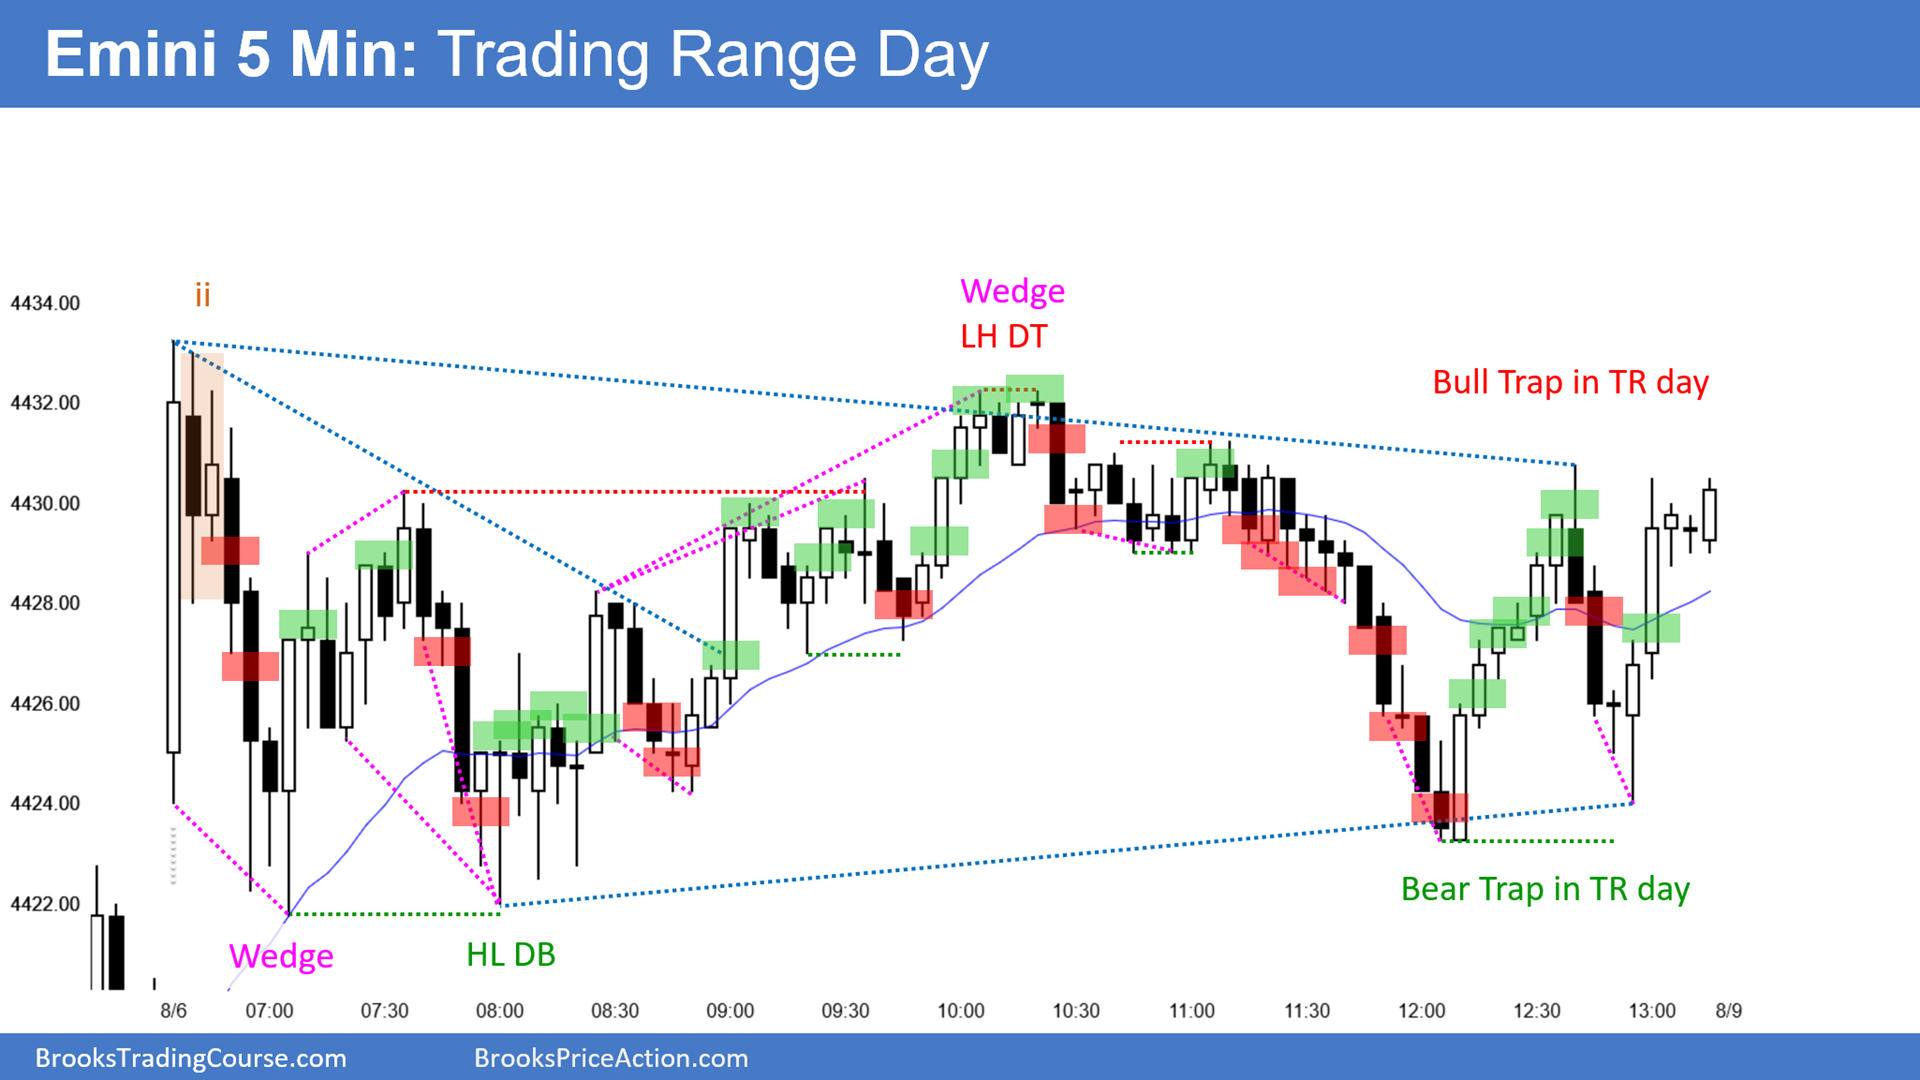 Emini 5 Min: Trading Range Day
ii
Wedge
LH DT
Bull Trap in TR day
4434.00
4432.00
4430.00
4428.00
4426.00
4424.00
4422.00
Bear Trap in TR day
Wedge
HL DB
8/6 07:00 07:30 08:00 08:30 09:00 09:30 10:00 10:30 11:00 11:30 12:00 12:30 13:00 8/9
BrooksTradingCourse.com BrooksPriceAction.com